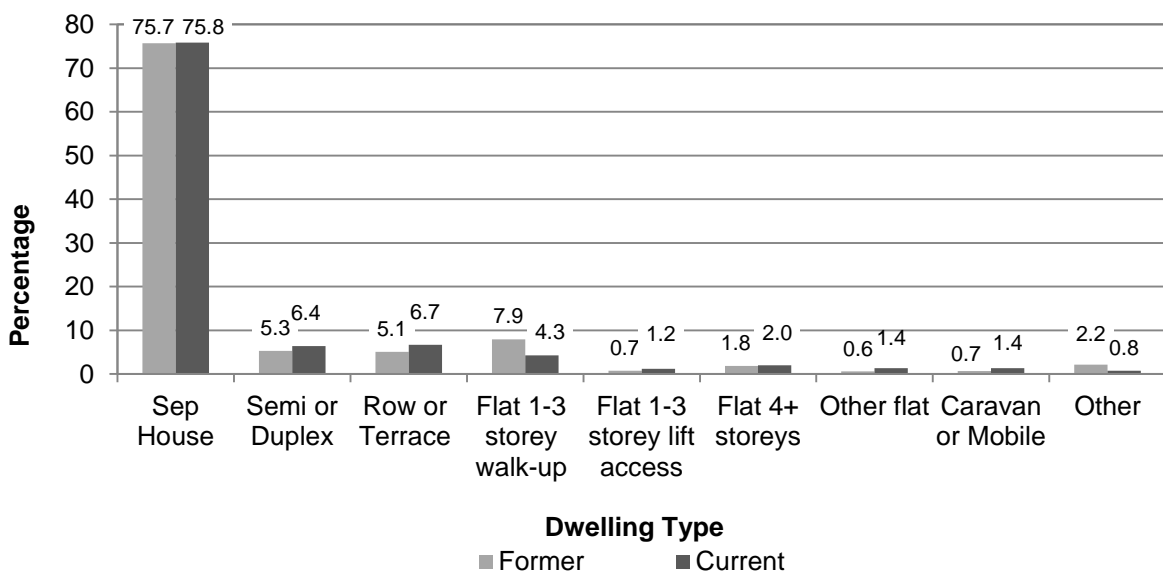 Percentage
80
70
60
50
40
30
20
10
0
75.7 75.8
5.3 6.4
5.1 6.7
7.9 4.3
0.7 1.2
1.8 2.0
0.6 1.4
0.7 1.4
2.2 0.8
Sep
House
Semi or
Duplex
Row or
Terrace
Flat 1-3
storey
walk-up
Flat 1-3
storey lift
access
Flat 4+
storeys
Other flat
Caravan
or Mobile
Other
Dwelling Type
Former Current